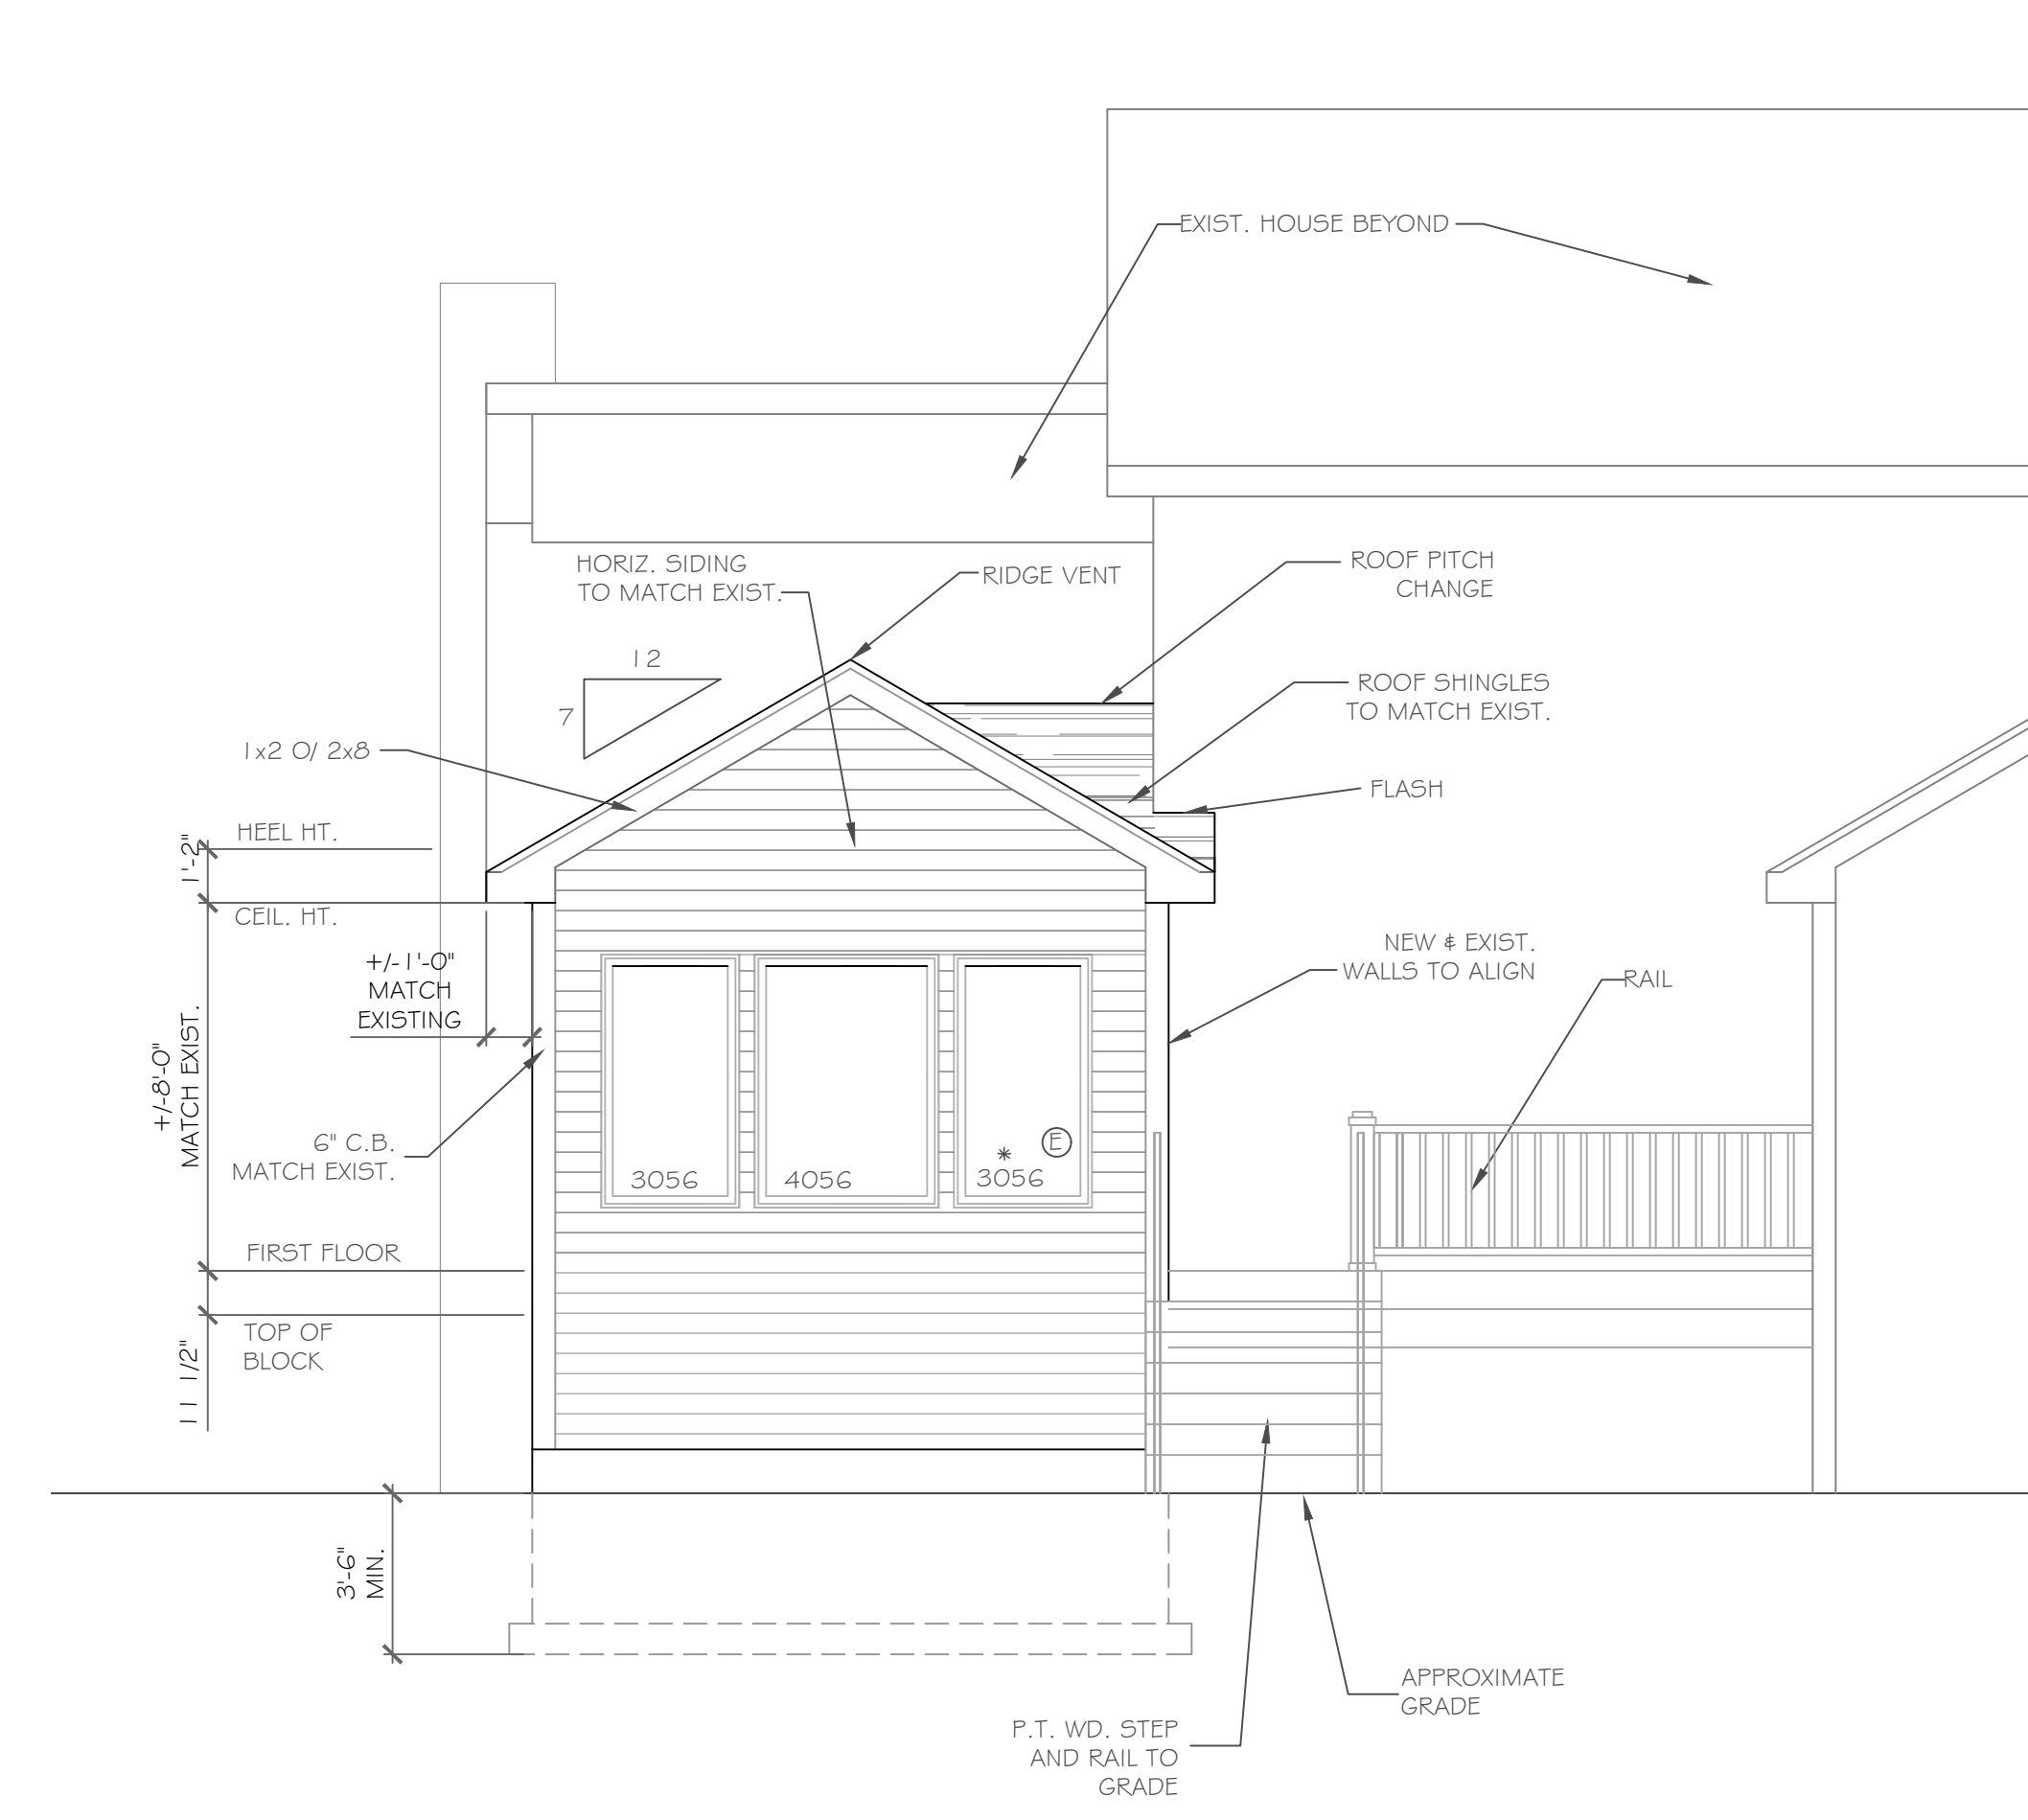 EXIST. HOUSE BEYOND
HORIZ. SIDING
TO MATCH EXIST.
RIDGE VENT
ROOF PITCH
CHANGE
12
7
ROOF SHINGLES
TO MATCH EXIST.
1x2 O/ 2x8
FLASH
HEEL HT.
1'-2"
CEIL. HT.
+/-1'-0"
MATCH
EXISTING
NEW & EXIST.
WALLS TO ALIGN
RAIL
+/-8'-0"
MATCH EXIST.
6" C.B.
MATCH EXIST.
3056
4056
*
E
3056
FIRST FLOOR
TOP OF
BLOCK
11 1/2"
3'-6"
MIN.
APPROXIMATE
GRADE
P.T. WD. STEP
AND RAIL TO
GRADE